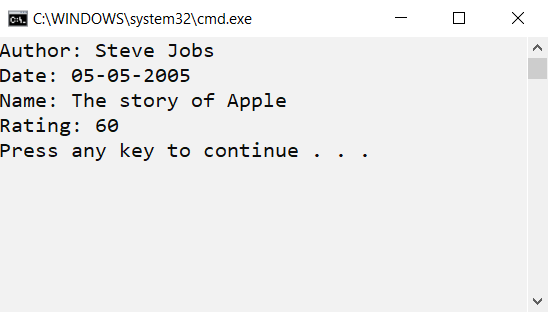 C:\WINDOWS\system32\cmd.exe
Author: Steve Jobs
Date: 05-05-2005
Name: The story of Apple
Rating: 60
Press any key to continue . . .